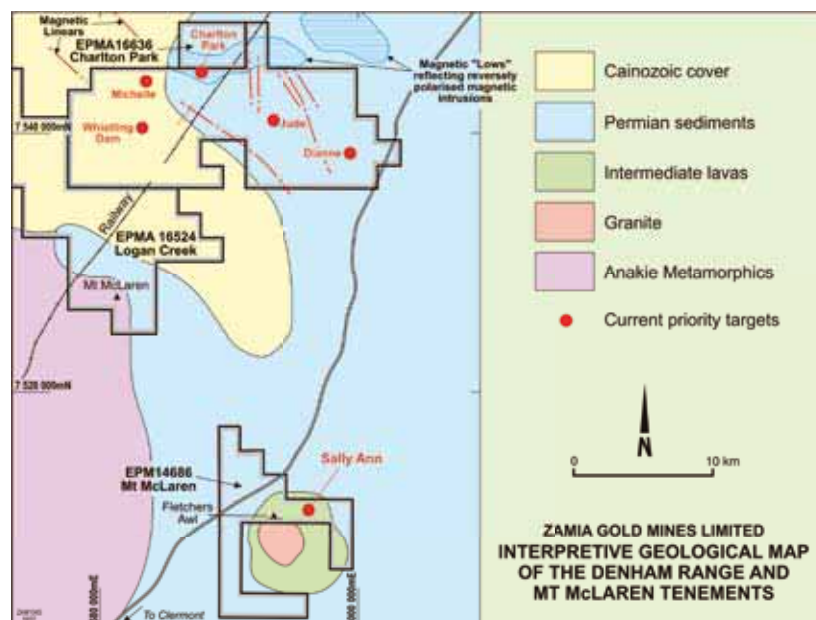 Magnetic
Linears
EPMA16636
Charlton Park
Charlton
Park
Magnetic "Lows"
reflecting reversely
polarised magnetic
intrusions
Michelle
7 540 000mN
Whistling
Dam
Jude
Dianne
Railway
EPMA 16524
Logan Creek
Mt McLaren
7 520 000mN
EPM14686
Mt McLaren
Sally Ann
Fletchers
Awl
To Clermont
Cainozoic cover
Permian sediments
Intermediate lavas
Granite
Anakie Metamorphics
Current priority targets
N
0 10 km
ZAMIA GOLD MINES LIMITED
INTERPRETIVE GEOLOGICAL MAP
OF THE DENHAM RANGE AND
MT McLAREN TENEMENTS